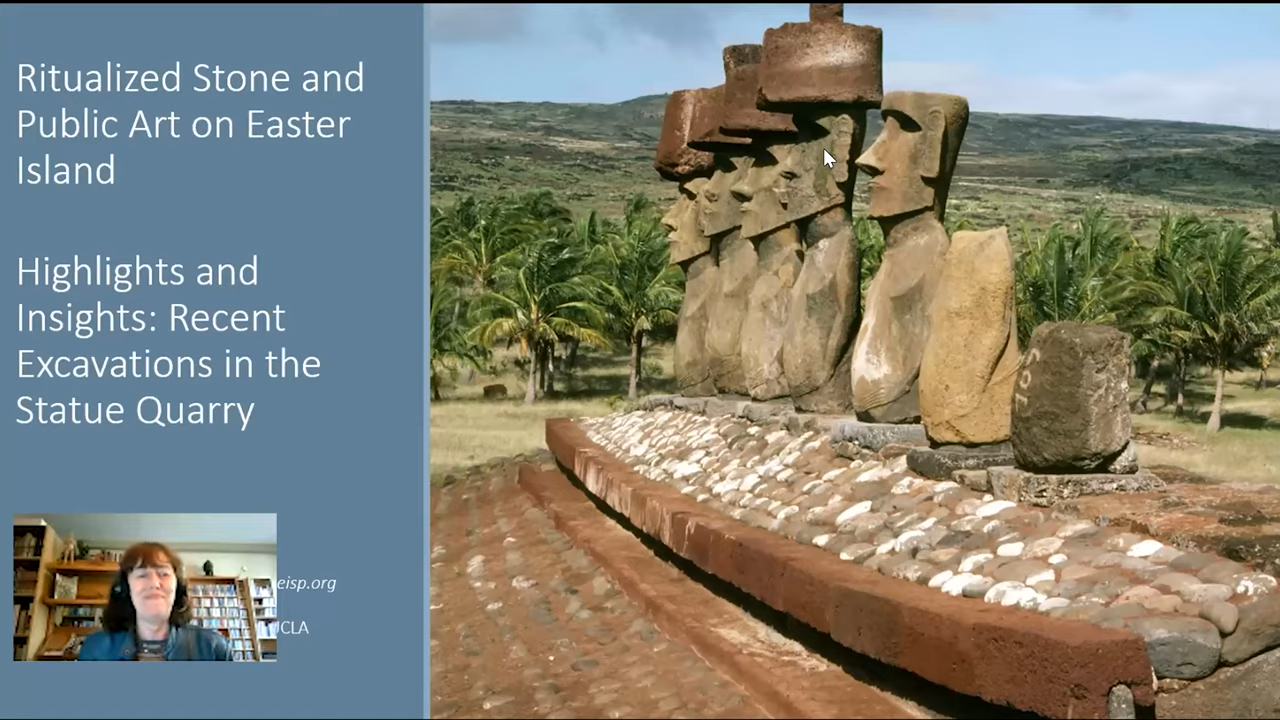 Ritualized Stone and
Public Art on Easter
Island
Highlights and
Insights: Recent
Excavations in the
Statue Quarry
eisp.org